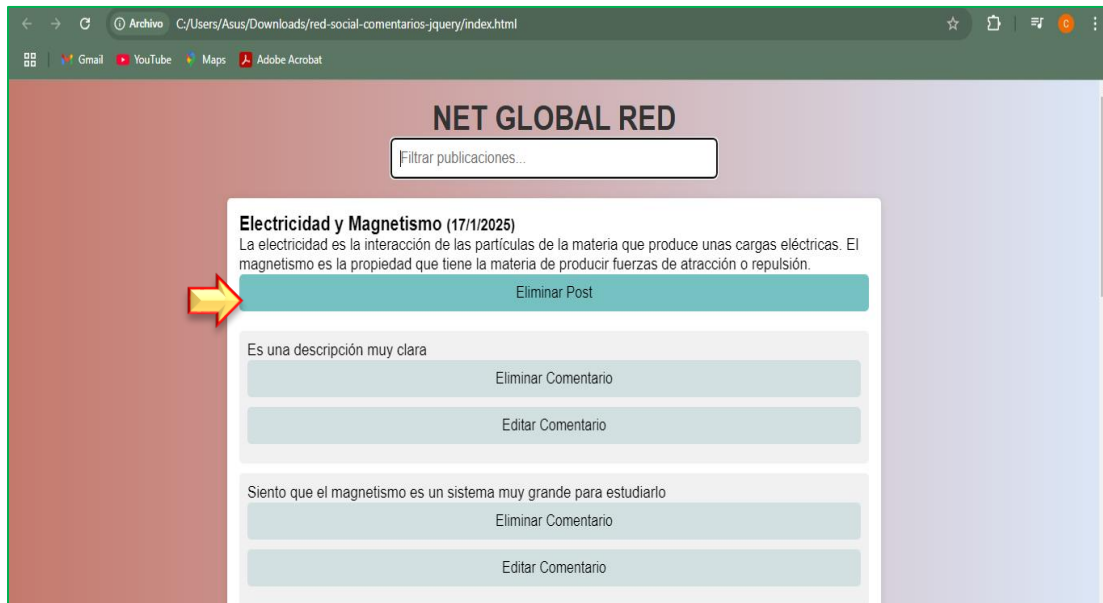 Archivo C:/Users/Asus/Downloads/red-social-comentarios-jquery/index.html
C
Gmail YouTube Maps Adobe Acrobat
NET GLOBAL RED
Filtrar publicaciones...
Electricidad y Magnetismo (17/1/2025)
La electricidad es la interacción de las partículas de la materia que produce unas cargas eléctricas. El
magnetismo es la propiedad que tiene la materia de producir fuerzas de atracción o repulsión.
Eliminar Post
Es una descripción muy clara
Eliminar Comentario
Editar Comentario
Siento que el magnetismo es un sistema muy grande para estudiarlo
Eliminar Comentario
Editar Comentario